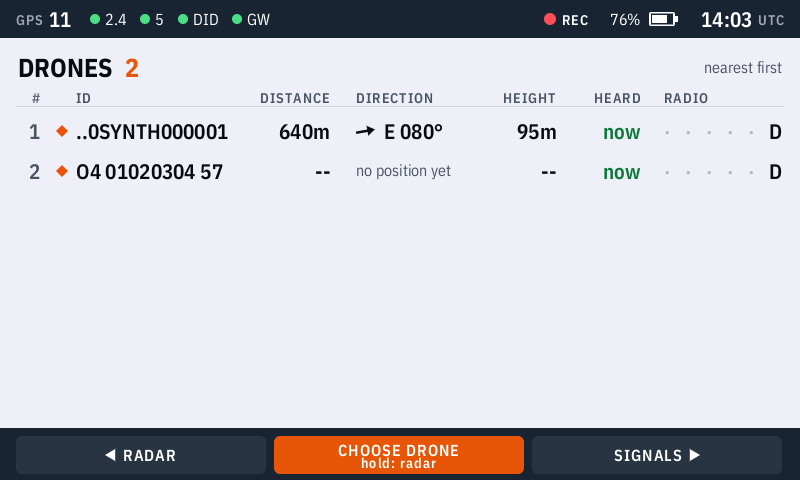 GPS 11 2.4 5 DID GW REC 76% 14:03 UTC
DRONES 2 nearest first
# ID DISTANCE DIRECTION HEIGHT HEARD RADIO
1 ..0SYNTH000001 640m E 080° 95m now D
2 O4 01020304 57 -- no position yet -- now D
RADAR CHOOSE DRONE SIGNALS
hold: radar